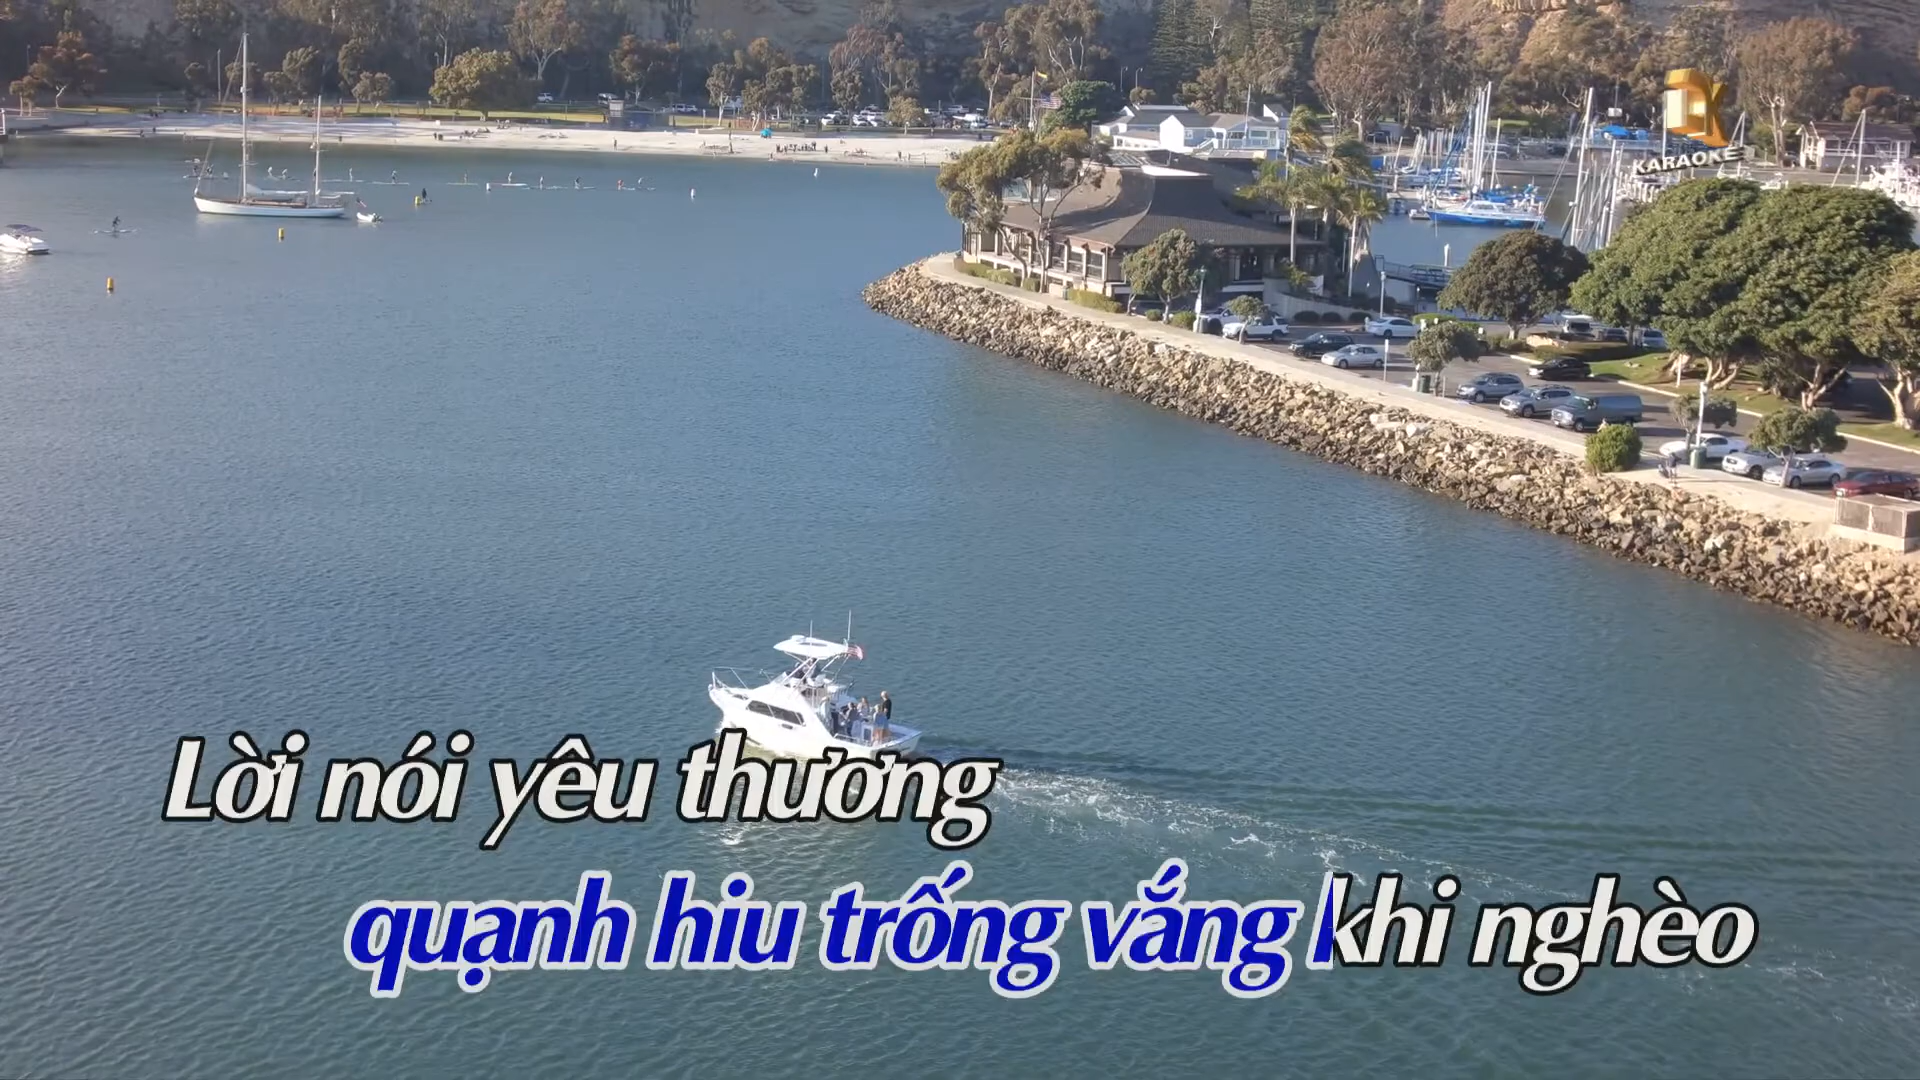 KARAOKE
Lời nói yêu thương
quạnh hiu trống vắng khi nghèo